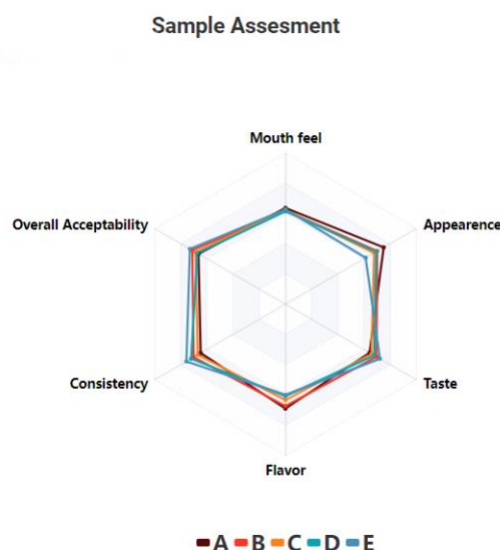 Sample Assesment
Mouth feel
Overall Acceptability
Appearence
Consistency
Taste
Flavor
A B C D E